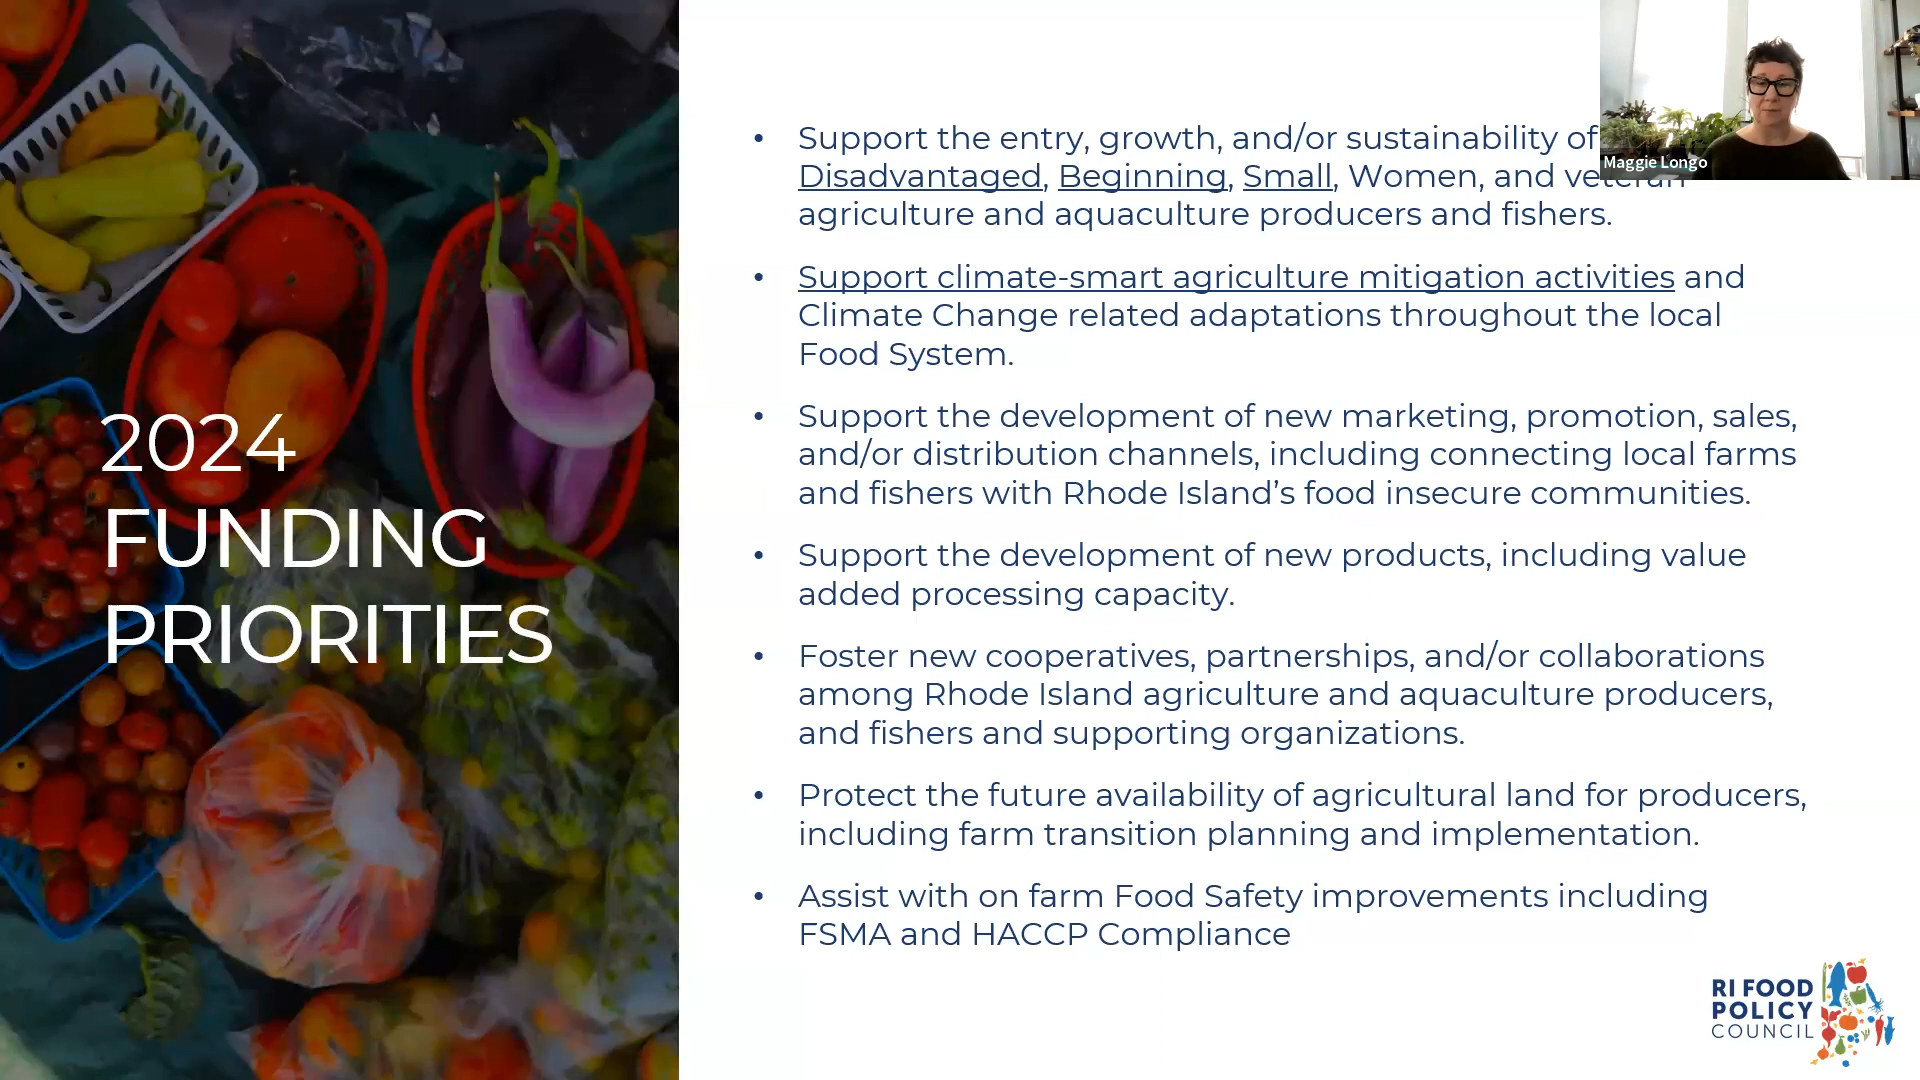 2024
FUNDING
PRIORITIES
• Support the entry, growth, and/or sustainability of
Disadvantaged, Beginning, Small, Women, and veteran
agriculture and aquaculture producers and fishers.
• Support climate-smart agriculture mitigation activities and
Climate Change related adaptations throughout the local
Food System.
• Support the development of new marketing, promotion, sales,
and/or distribution channels, including connecting local farms
and fishers with Rhode Island’s food insecure communities.
• Support the development of new products, including value
added processing capacity.
• Foster new cooperatives, partnerships, and/or collaborations
among Rhode Island agriculture and aquaculture producers,
and fishers and supporting organizations.
• Protect the future availability of agricultural land for producers,
including farm transition planning and implementation.
• Assist with on farm Food Safety improvements including
FSMA and HACCP Compliance
Maggie Longo
RI FOOD
POLICY
COUNCIL